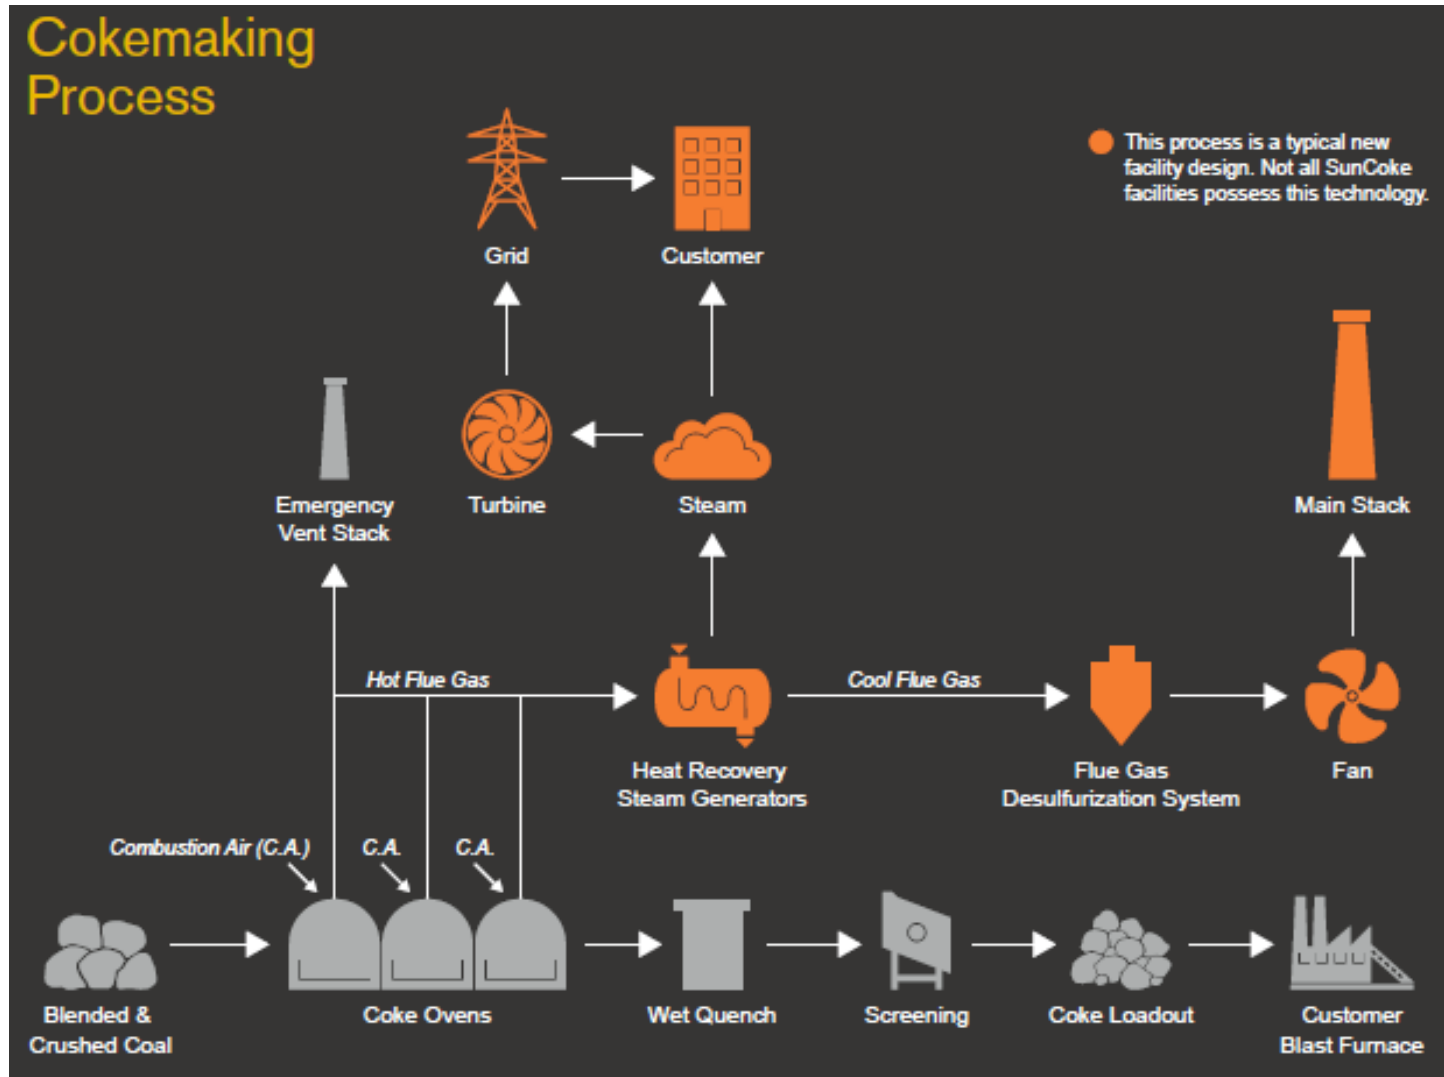 Cokemaking
Process
This process is a typical new
facility design. Not all SunCoke
facilities possess this technology.
Grid
Customer
Emergency
Vent Stack
Turbine
Steam
Main Stack
Hot Flue Gas
Cool Flue Gas
Heat Recovery
Steam Generators
Flue Gas
Desulfurization System
Fan
Combustion Air (C.A.)
C.A.
C.A.
Blended &
Crushed Coal
Coke Ovens
Wet Quench
Screening
Coke Loadout
Customer
Blast Furnace